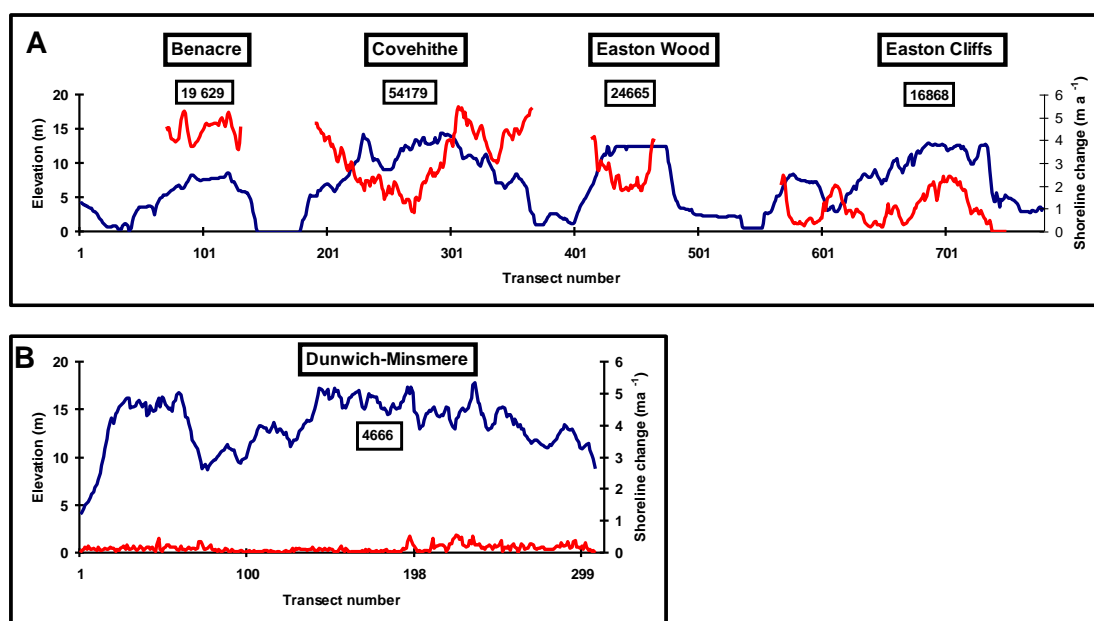 A
Benacre Covehithe Easton Wood Easton Cliffs
19 629 54179 24665 16868
20 6
15 5
4
10 3
5 2
1
0 0
Elevation (m)
Shoreline change (m a⁻¹)
1 101 201 301 401 501 601 701
Transect number
B
Dunwich-Minsmere
4666
20 6
15 5
4
10 3
5 2
1
0 0
Elevation (m)
Shoreline change (ma⁻¹)
1 100 198 299
Transect number